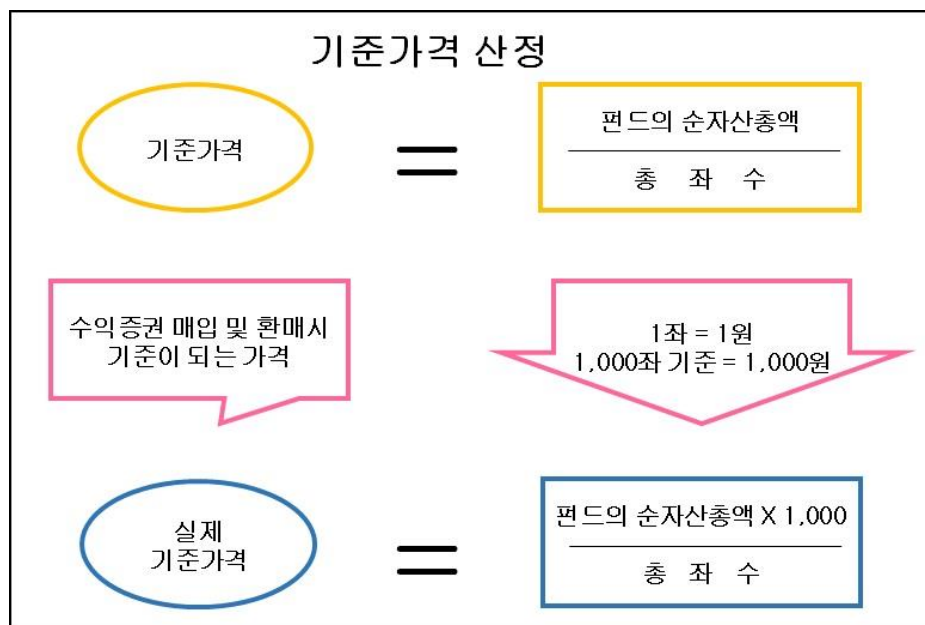 기준가격 산정
기준가격
=
펀드의 순자산총액
총 좌 수
수익증권 매입 및 환매시
기준이 되는 가격
1좌 = 1원
1,000좌 기준 = 1,000원
실제
기준가격
=
펀드의 순자산총액 X 1,000
총 좌 수